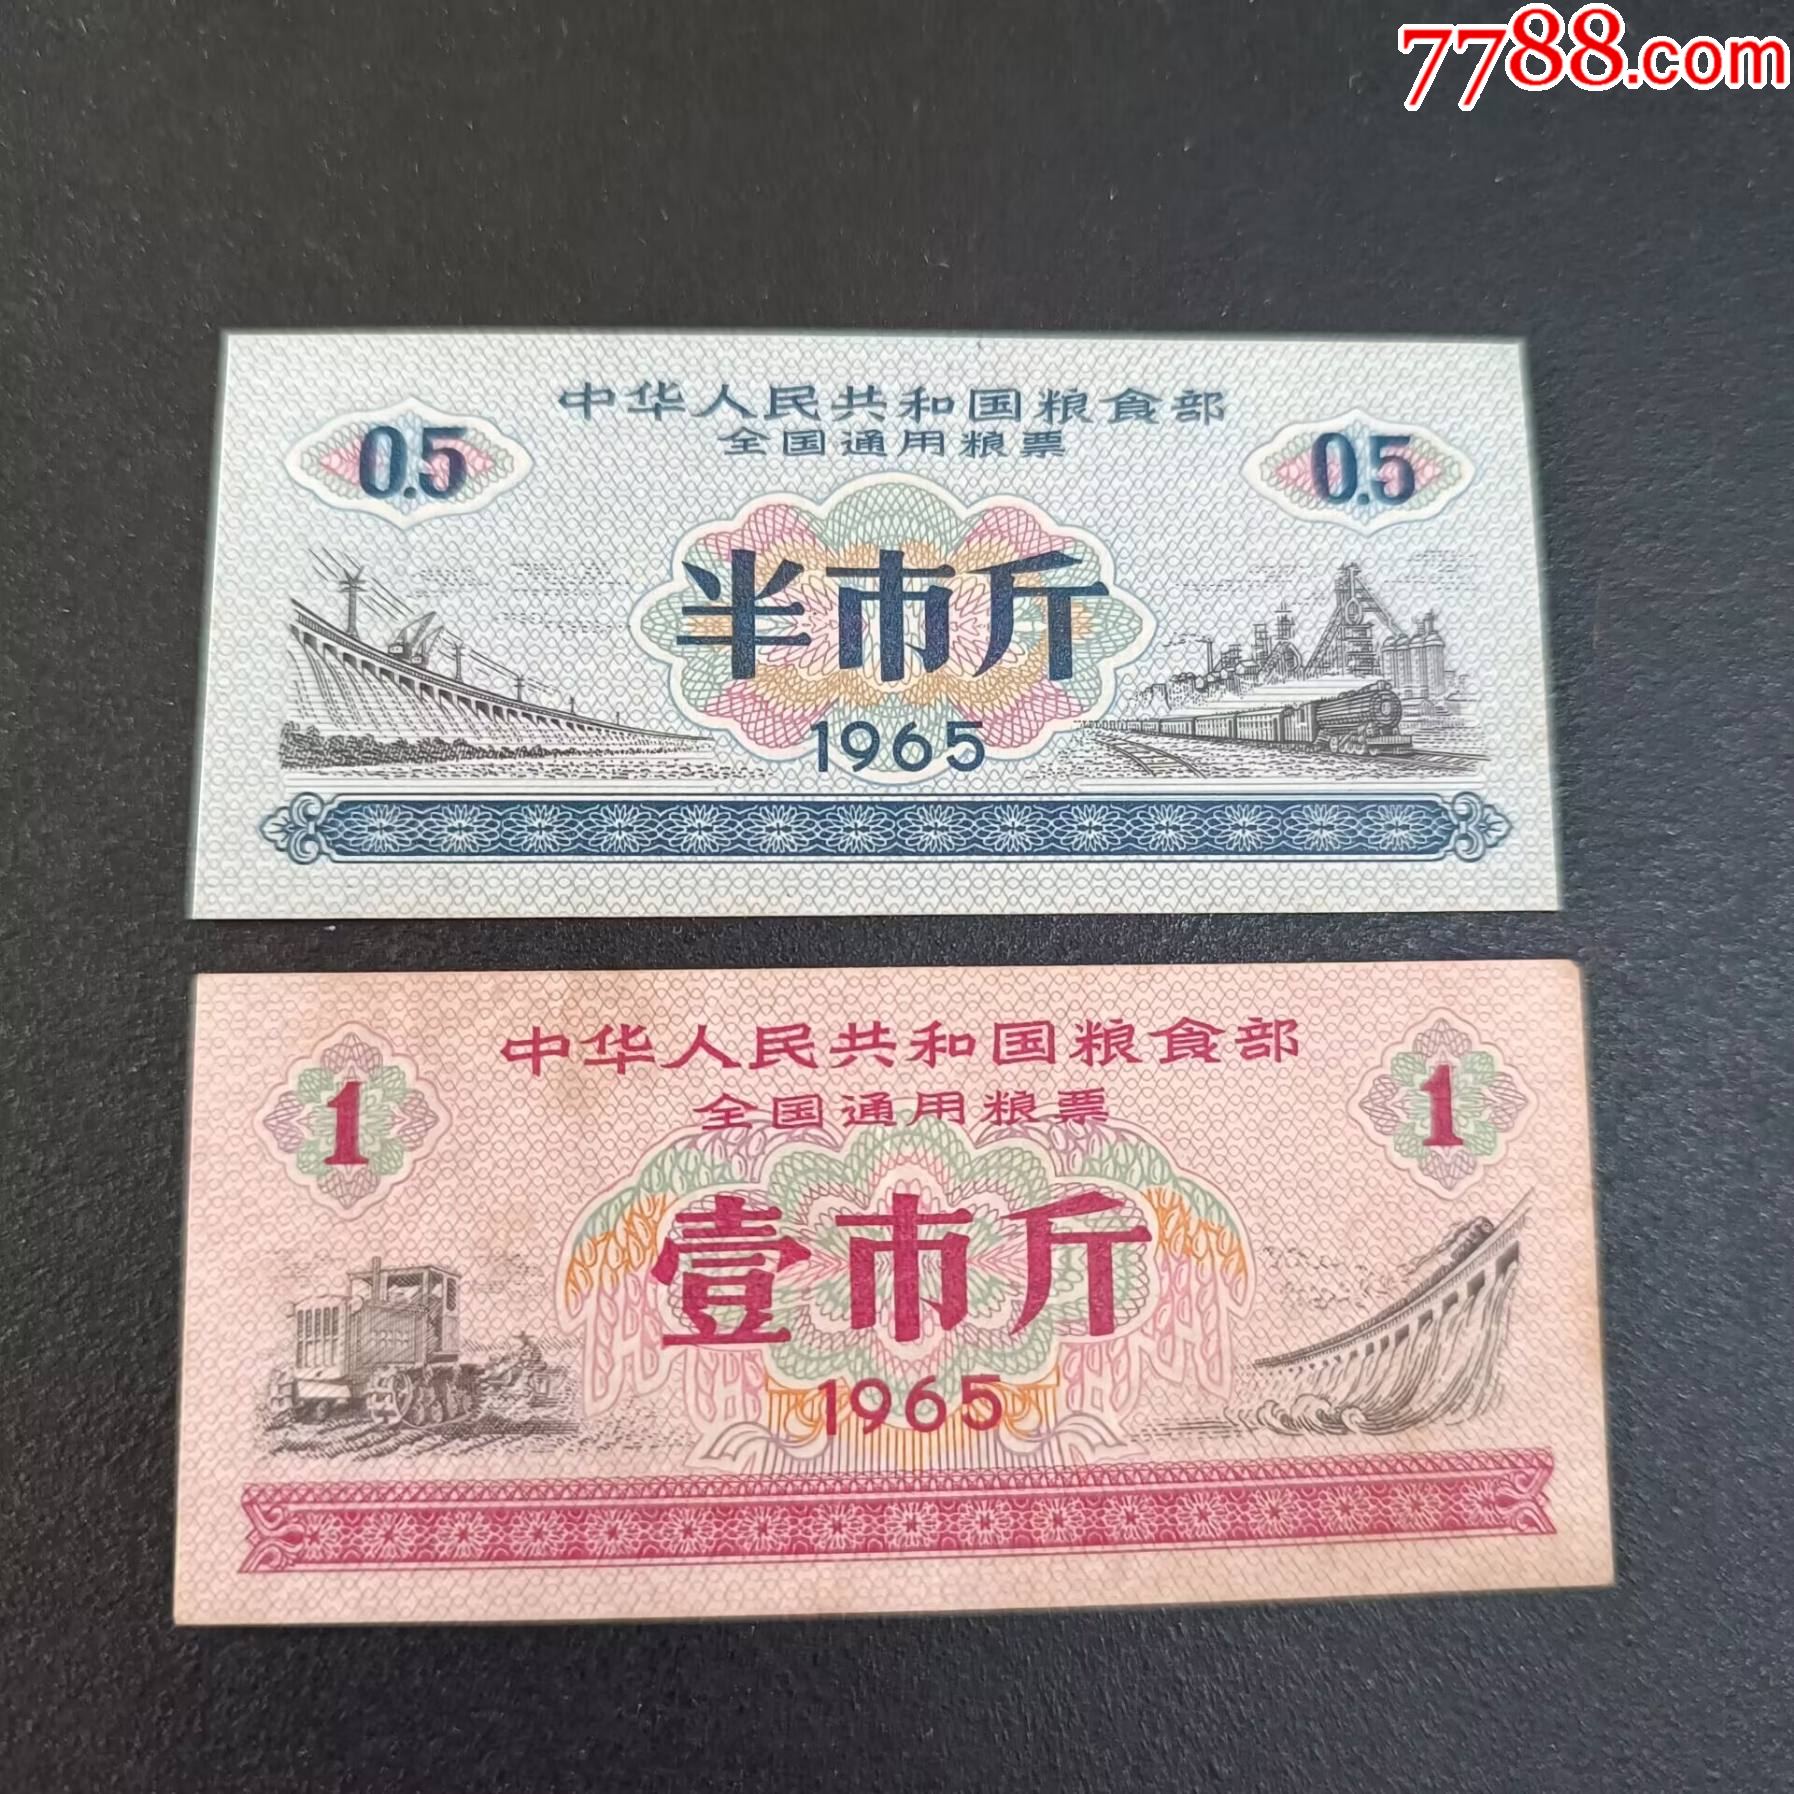 7788.com
中华人民共和国粮食部
全国通用粮票
0.5 0.5
半市斤
1965
中华人民共和国粮食部
全国通用粮票
1 1
壹市斤
1965